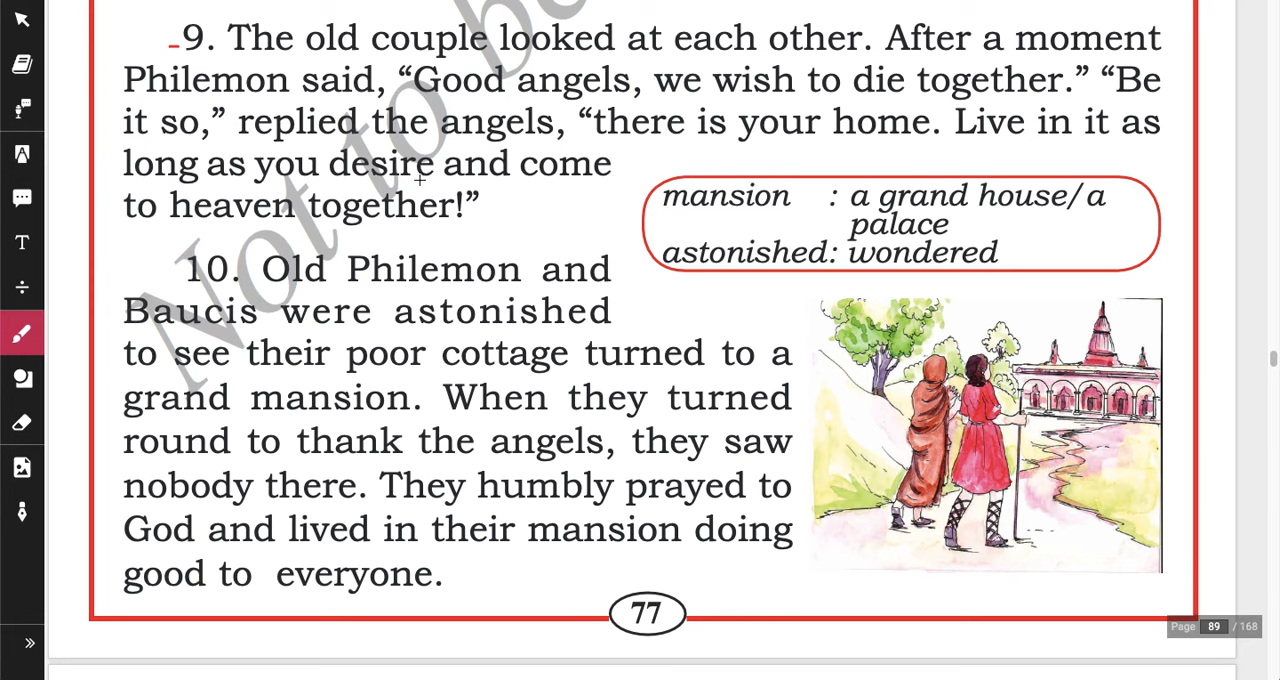 9. The old couple looked at each other. After a moment
Philemon said, “Good angels, we wish to die together.” “Be
it so,” replied the angels, “there is your home. Live in it as
long as you desire and come
to heaven together!”
mansion : a grand house/a
palace
astonished: wondered
10. Old Philemon and
Baucis were astonished
to see their poor cottage turned to a
grand mansion. When they turned
round to thank the angels, they saw
nobody there. They humbly prayed to
God and lived in their mansion doing
good to everyone.
77
Page 89 / 168
Not to be